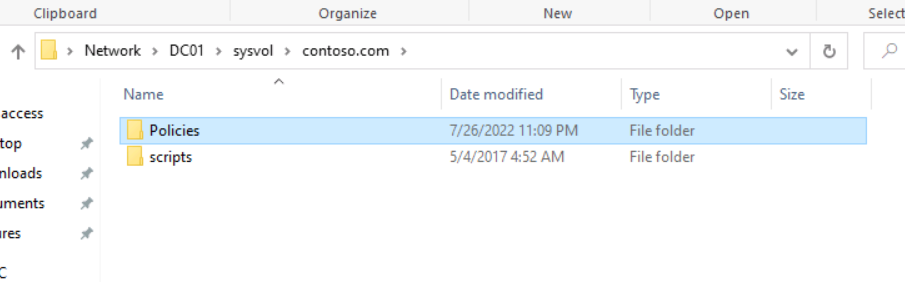 Clipboard Organize New Open Select
Network > DC01 > sysvol > contoso.com >
Name Date modified Type Size
access
Policies 7/26/2022 11:09 PM File folder
top
scripts 5/4/2017 4:52 AM File folder
nloads
uments
ures
C